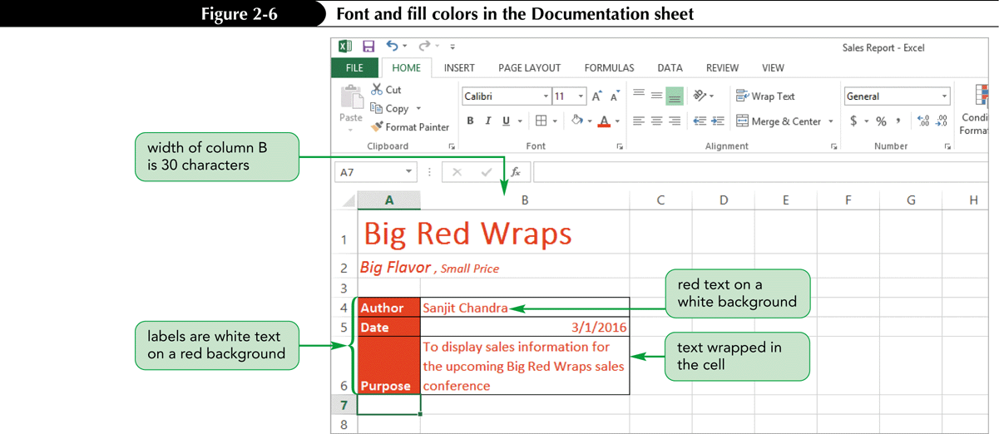 Figure 2-6 Font and fill colors in the Documentation sheet
Sales Report - Excel
FILE HOME INSERT PAGE LAYOUT FORMULAS DATA REVIEW VIEW
Paste
Cut
Copy
Format Painter
Clipboard
Calibri 11
B I U
Font
Wrap Text
Merge & Center
Alignment
General
$ % ,
Number
Condi
Format
width of column B
is 30 characters
A7
fx
A B C D E F G H
1 Big Red Wraps
2 Big Flavor , Small Price
3
4 Author Sanjit Chandra
5 Date 3/1/2016
6 Purpose To display sales information for
the upcoming Big Red Wraps sales
conference
7
8
labels are white text
on a red background
red text on a
white background
text wrapped in
the cell